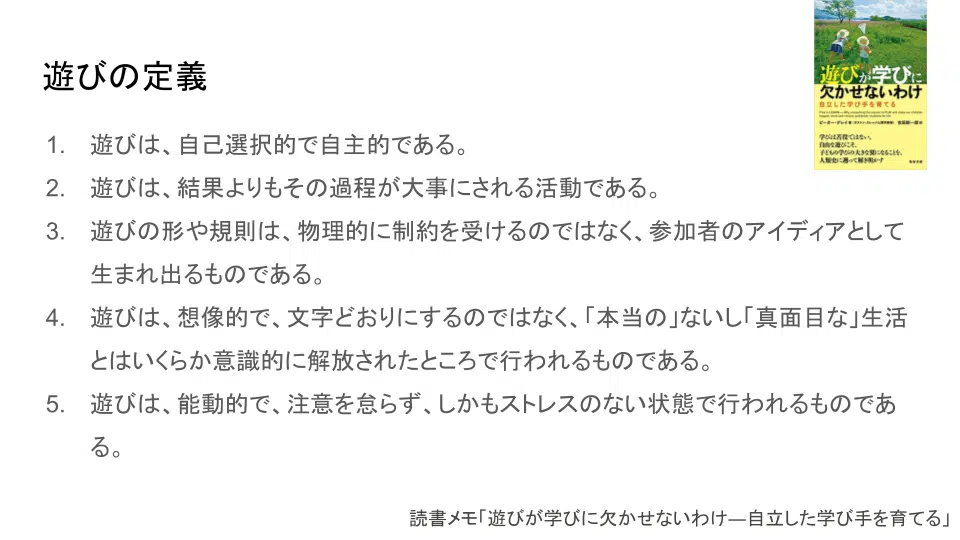 遊びの定義
1. 遊びは、自己選択的で自主的である。
2. 遊びは、結果よりもその過程が大事にされる活動である。
3. 遊びの形や規則は、物理的に制約を受けるのではなく、参加者のアイディアとして
生まれ出るものである。
4. 遊びは、想像的で、文字どおりにするのではなく、「本当の」ないし「真面目な」生活
とはいくらか意識的に解放されたところで行われるものである。
5. 遊びは、能動的で、注意を怠らず、しかもストレスのない状態で行われるものであ
る。
遊びが学びに
欠かせないわけ
自立した学び手を育てる
学びは苦役ではない。
自由な遊びこそ、
子どもの学びの大きな翼になることを、
人類史に遡って解き明かす
読書メモ「遊びが学びに欠かせないわけ―自立した学び手を育てる」